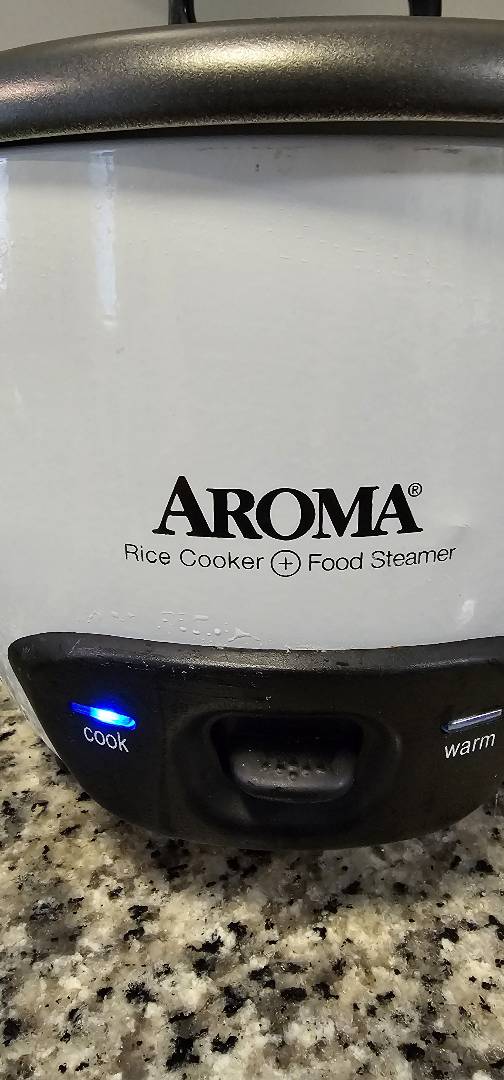 AROMA®
Rice Cooker + Food Steamer
cook
warm